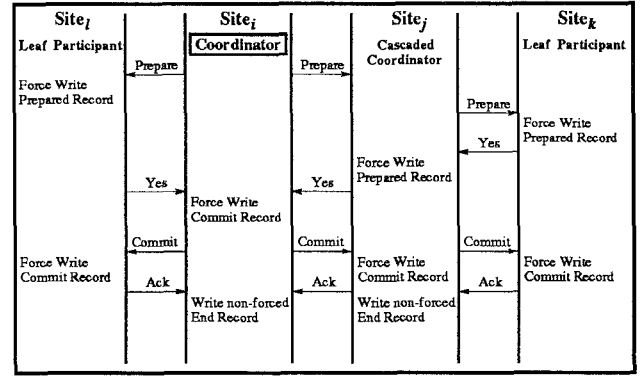 Site_l
Site_i
Site_j
Site_k
Leaf Participant
Coordinator
Cascaded
Coordinator
Leaf Participant
Prepare
Prepare
Force Write
Prepared Record
Prepare
Force Write
Prepared Record
Yes
Force Write
Prepared Record
Yes
Yes
Force Write
Commit Record
Commit
Commit
Commit
Force Write
Commit Record
Force Write
Commit Record
Force Write
Commit Record
Ack
Ack
Ack
Write non-forced
End Record
Write non-forced
End Record